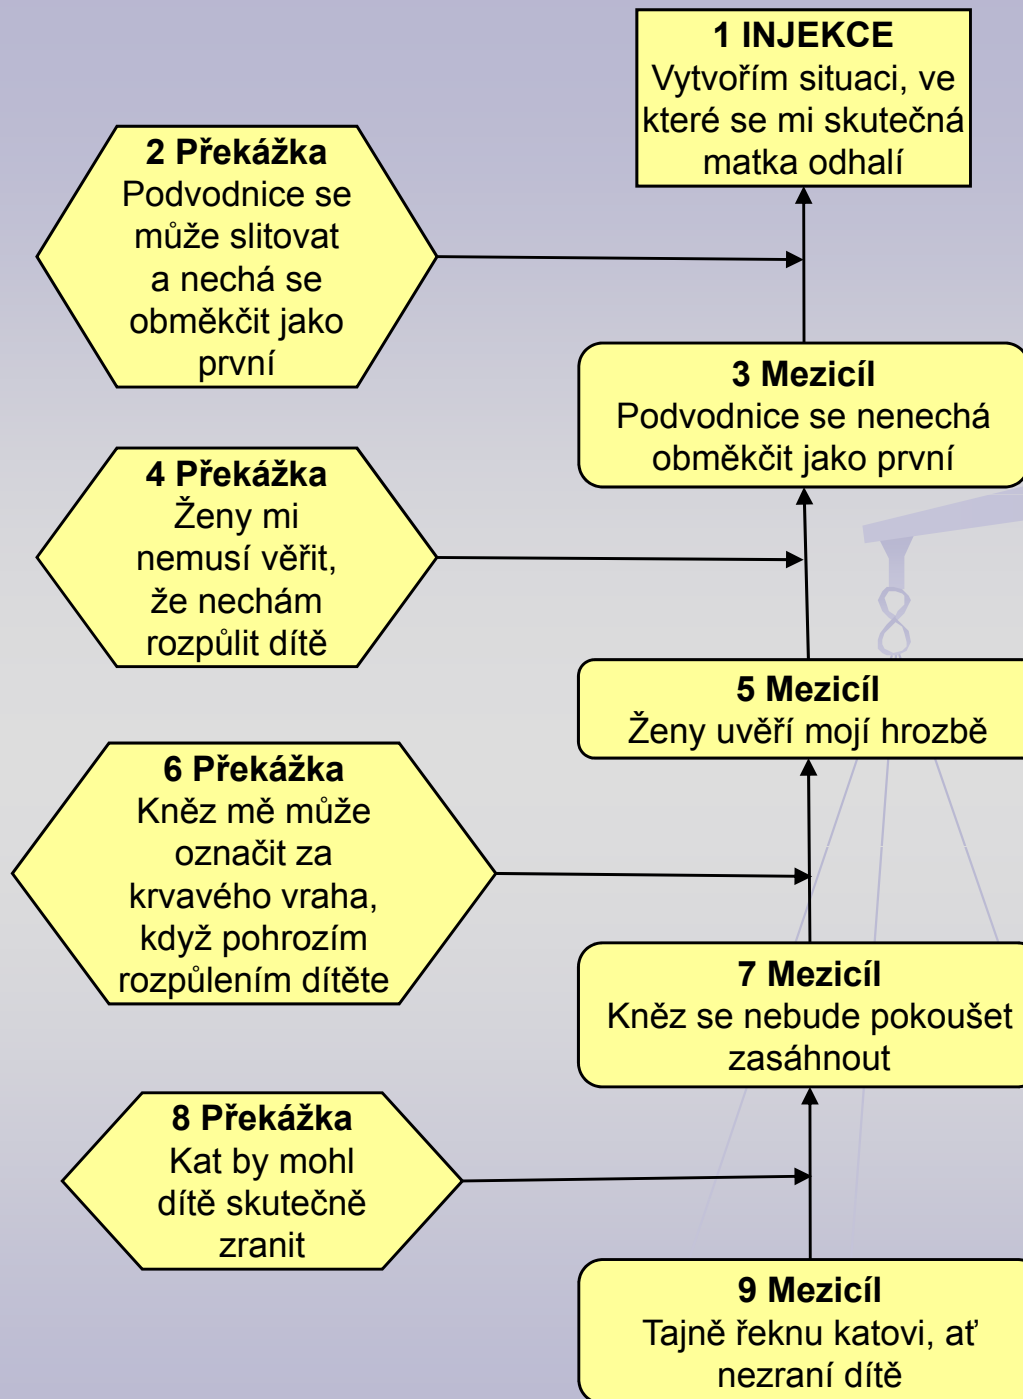 1 INJEKCE
Vytvořím situaci, ve
které se mi skutečná
matka odhalí
2 Překážka
Podvodnice se
může slitovat
a nechá se
obměkčit jako
první
3 Mezicíl
Podvodnice se nenechá
obměkčit jako první
4 Překážka
Ženy mi
nemusí věřit,
že nechám
rozpůlit dítě
5 Mezicíl
Ženy uvěří mojí hrozbě
6 Překážka
Kněz mě může
označit za
krvavého vraha,
když pohrozím
rozpůlením dítěte
7 Mezicíl
Kněz se nebude pokoušet
zasáhnout
8 Překážka
Kat by mohl
dítě skutečně
zranit
9 Mezicíl
Tajně řeknu katovi, ať
nezraní dítě